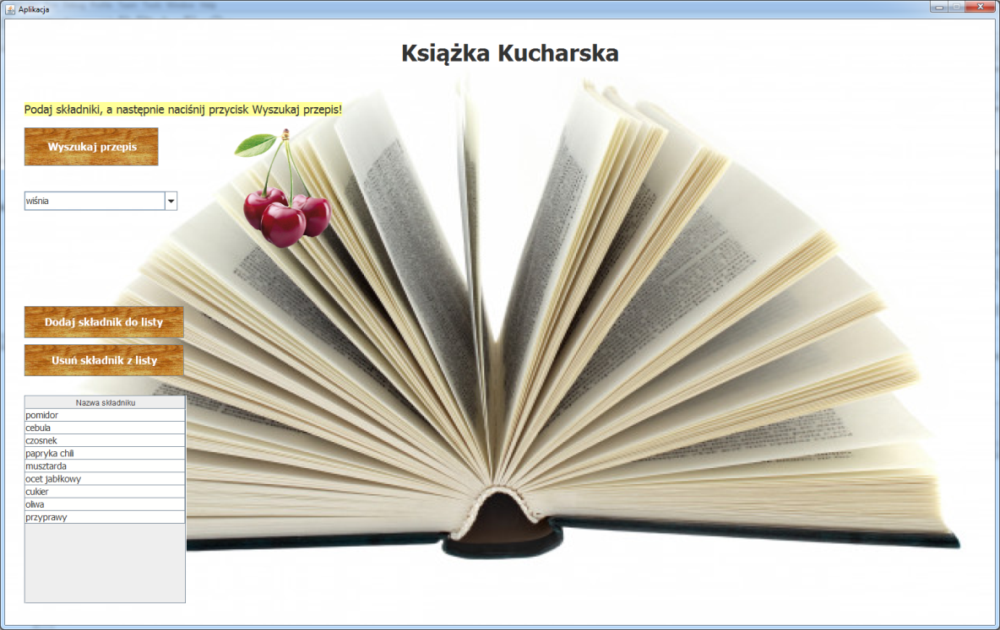 Aplikacja
Książka Kucharska
Podaj składniki, a następnie naciśnij przycisk Wyszukaj przepis!
Wyszukaj przepis
wiśnia
Dodaj składnik do listy
Usuń składnik z listy
Nazwa składniku
pomidor
cebula
czosnek
papryka chili
musztarda
ocet jabłkowy
cukier
oliwa
przyprawy